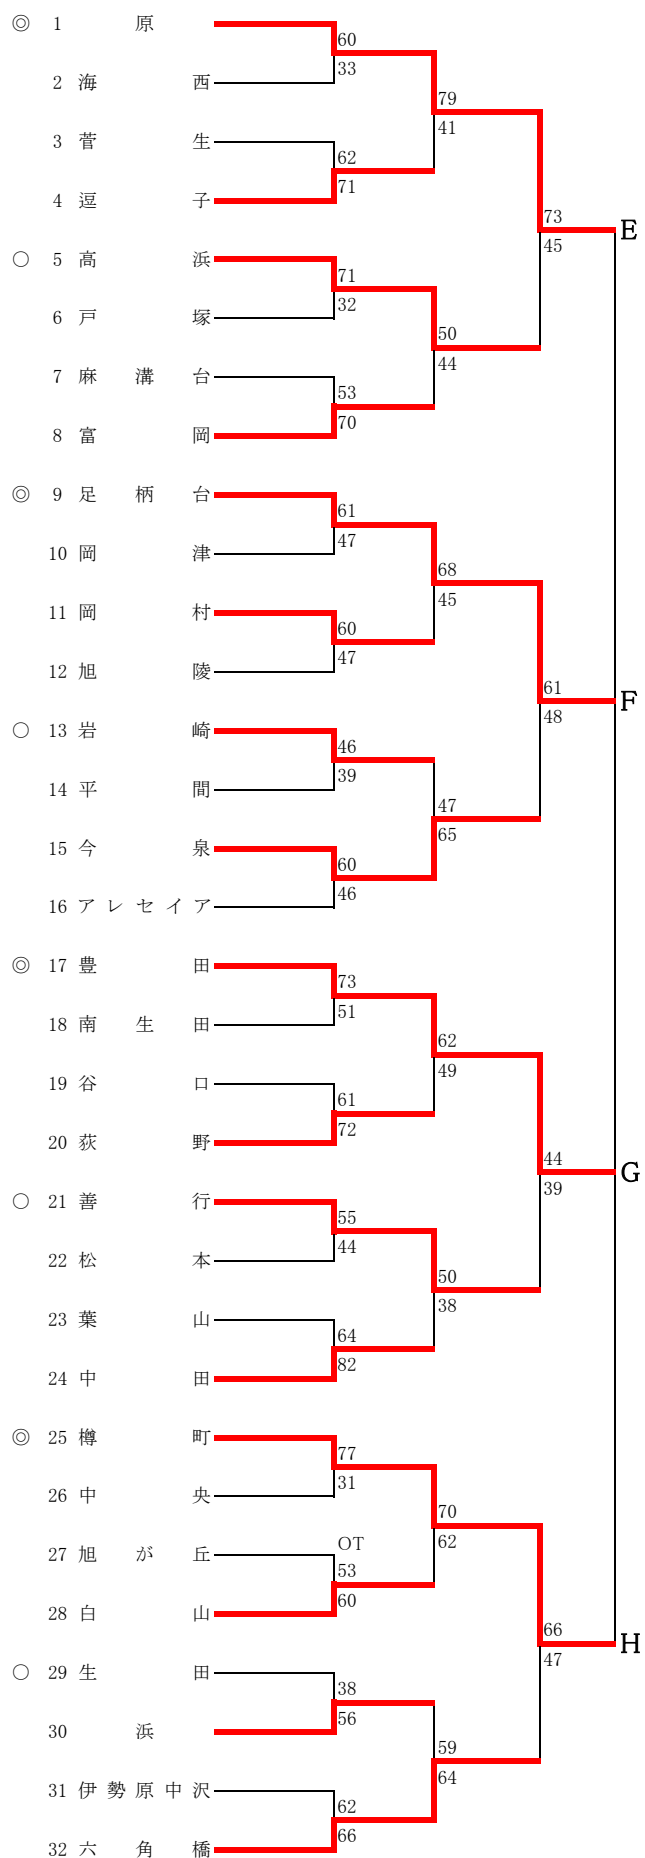 ◎ 1 原
60
33
2 海西
79
41
3 菅生
62
71
4 逗子
73
45
E
○ 5 高浜
71
32
6 戸塚
50
44
7 麻溝台
53
70
8 富岡
◎ 9 足柄台
61
47
10 岡津
68
45
11 岡村
60
47
12 旭陵
61
48
F
○ 13 岩崎
46
39
14 平間
47
65
15 今泉
60
46
16 アレセイア
◎ 17 豊田
73
51
18 南生田
62
49
19 谷口
61
72
20 荻野
44
39
G
○ 21 善行
55
44
22 松本
50
38
23 葉山
64
82
24 中田
◎ 25 樽町
77
31
26 中央
70
62
27 旭が丘
OT
53
60
28 白山
66
47
H
○ 29 生田
38
56
30 浜
59
64
31 伊勢原中沢
62
66
32 六角橋